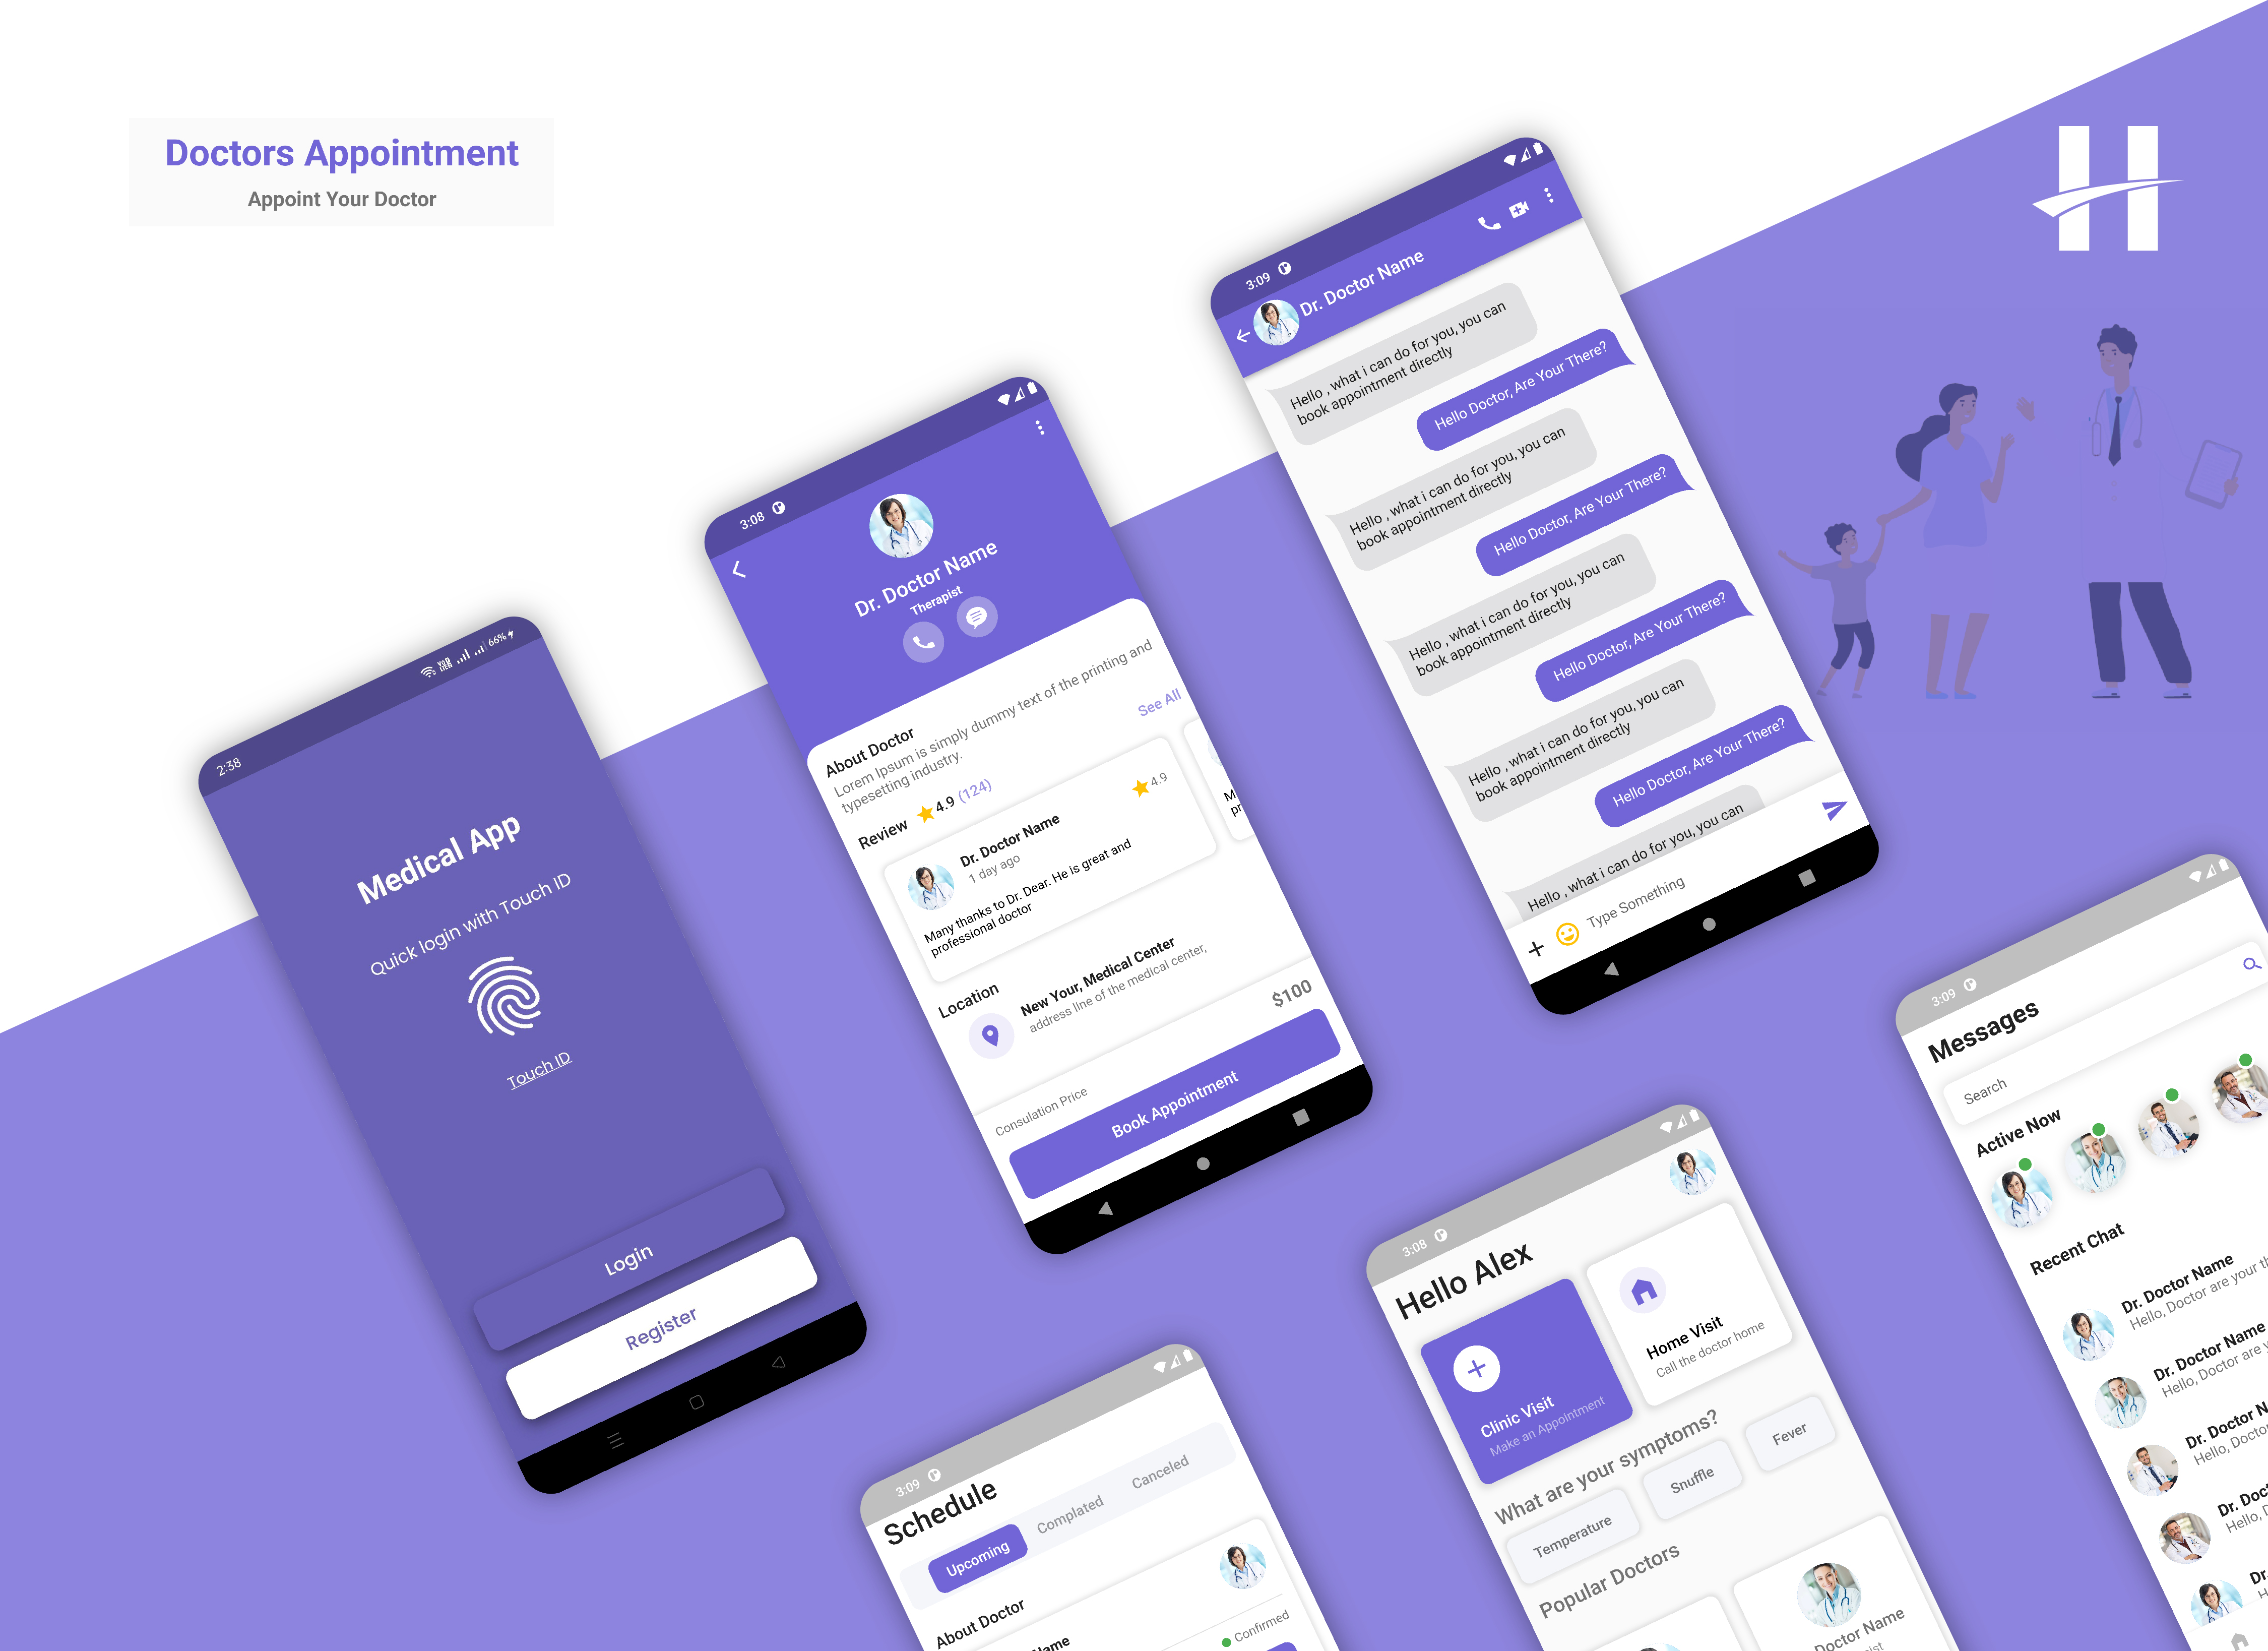 Doctors Appointment
Appoint Your Doctor
H
2:38
66%
Medical App
Quick login with Touch ID
Touch ID
Login
Register
3:08
Dr. Doctor Name
Therapist
About Doctor
Lorem Ipsum is simply dummy text of the printing and
typesetting industry.
Review 4.9 (124)
See All
Dr. Doctor Name
4.9
1 day ago
Many thanks to Dr. Dear. He is great and
professional doctor
Location
New Your, Medical Center
address line of the medical center,
Consulation Price
$100
Book Appointment
3:09
Dr. Doctor Name
Hello , what i can do for you, you can
book appointment directly
Hello Doctor, Are Your There?
Hello , what i can do for you, you can
book appointment directly
Hello Doctor, Are Your There?
Hello , what i can do for you, you can
book appointment directly
Hello Doctor, Are Your There?
Hello , what i can do for you, you can
book appointment directly
Hello Doctor, Are Your There?
Hello , what i can do for you, you can
Type Something
3:09
Schedule
Upcoming
Complated
Canceled
About Doctor
Confirmed
3:08
Hello Alex
Clinic Visit
Make an Appointment
Home Visit
Call the doctor home
What are your symptoms?
Temperature
Snuffle
Fever
Popular Doctors
Doctor Name
3:09
Messages
Search
Active Now
Recent Chat
Dr. Doctor Name
Hello, Doctor are your
Dr. Doctor Name
Hello, Doctor are
Dr. Doctor
Hello, Doctor
Dr.
Hello,
Dr.